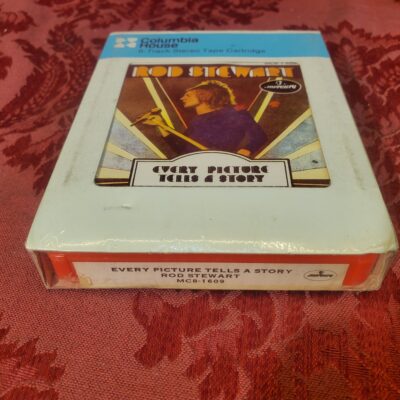 Columbia
House
8-Track Stereo Tape Cartridge
ROD STEWART
MERCURY
EVERY PICTURE
TELLS A STORY
EVERY PICTURE TELLS A STORY
ROD STEWART
MC8-1609
MERCURY